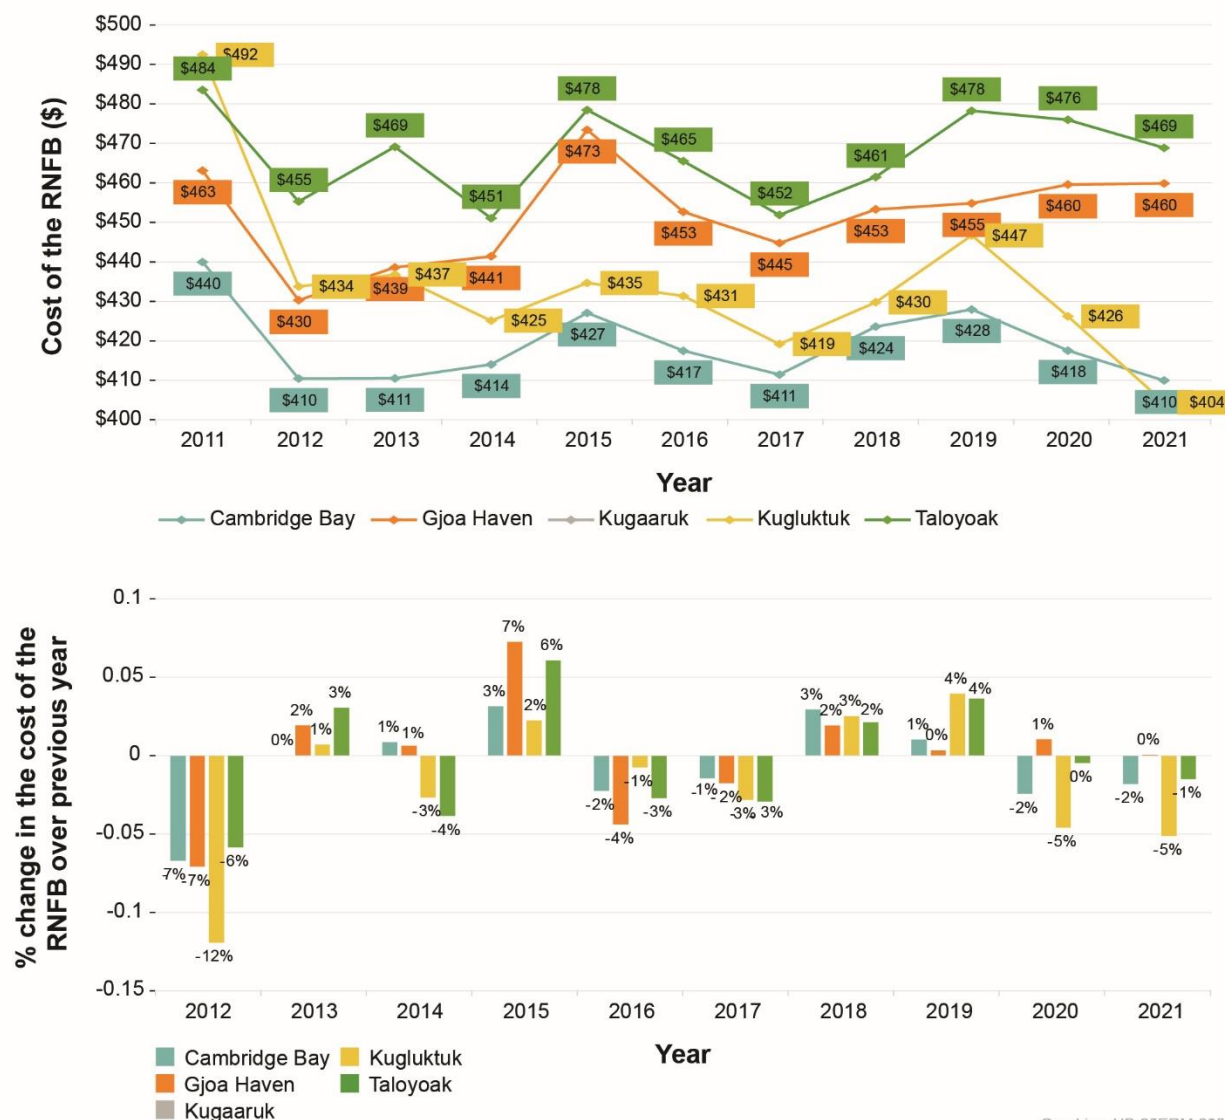 $500
$490
$480
$470
$460
$450
$440
$430
$420
$410
$400
Cost of the RNFB ($)
$492
$484
$478
$478
$476
$469
$469
$465
$461
$455
$451
$452
$463
$473
$453
$445
$453
$455
$460
$460
$447
$441
$440
$430
$434
$439
$437
$425
$435
$431
$419
$430
$426
$427
$424
$428
$410
$411
$414
$417
$411
$418
$410
$404
2011 2012 2013 2014 2015 2016 2017 2018 2019 2020 2021
Year
Cambridge Bay Gjoa Haven Kugaaruk Kugluktuk Taloyoak
% change in the cost of the
RNFB over previous year
0.1
0.05
0
-0.05
-0.1
-0.15
-7% -7% -12% -6%
0% 2% 1% 3%
1% 1% -3% -4%
3% 7% 2% 6%
-2% -4% -1% -3%
-1% -2% -3% -3%
3% 2% 3% 2%
1% 0% 4% 4%
-2% 1% -5% 0%
-2% 0% -5% -1%
2012 2013 2014 2015 2016 2017 2018 2019 2020 2021
Year
Cambridge Bay Kugluktuk
Gjoa Haven Taloyoak
Kugaaruk